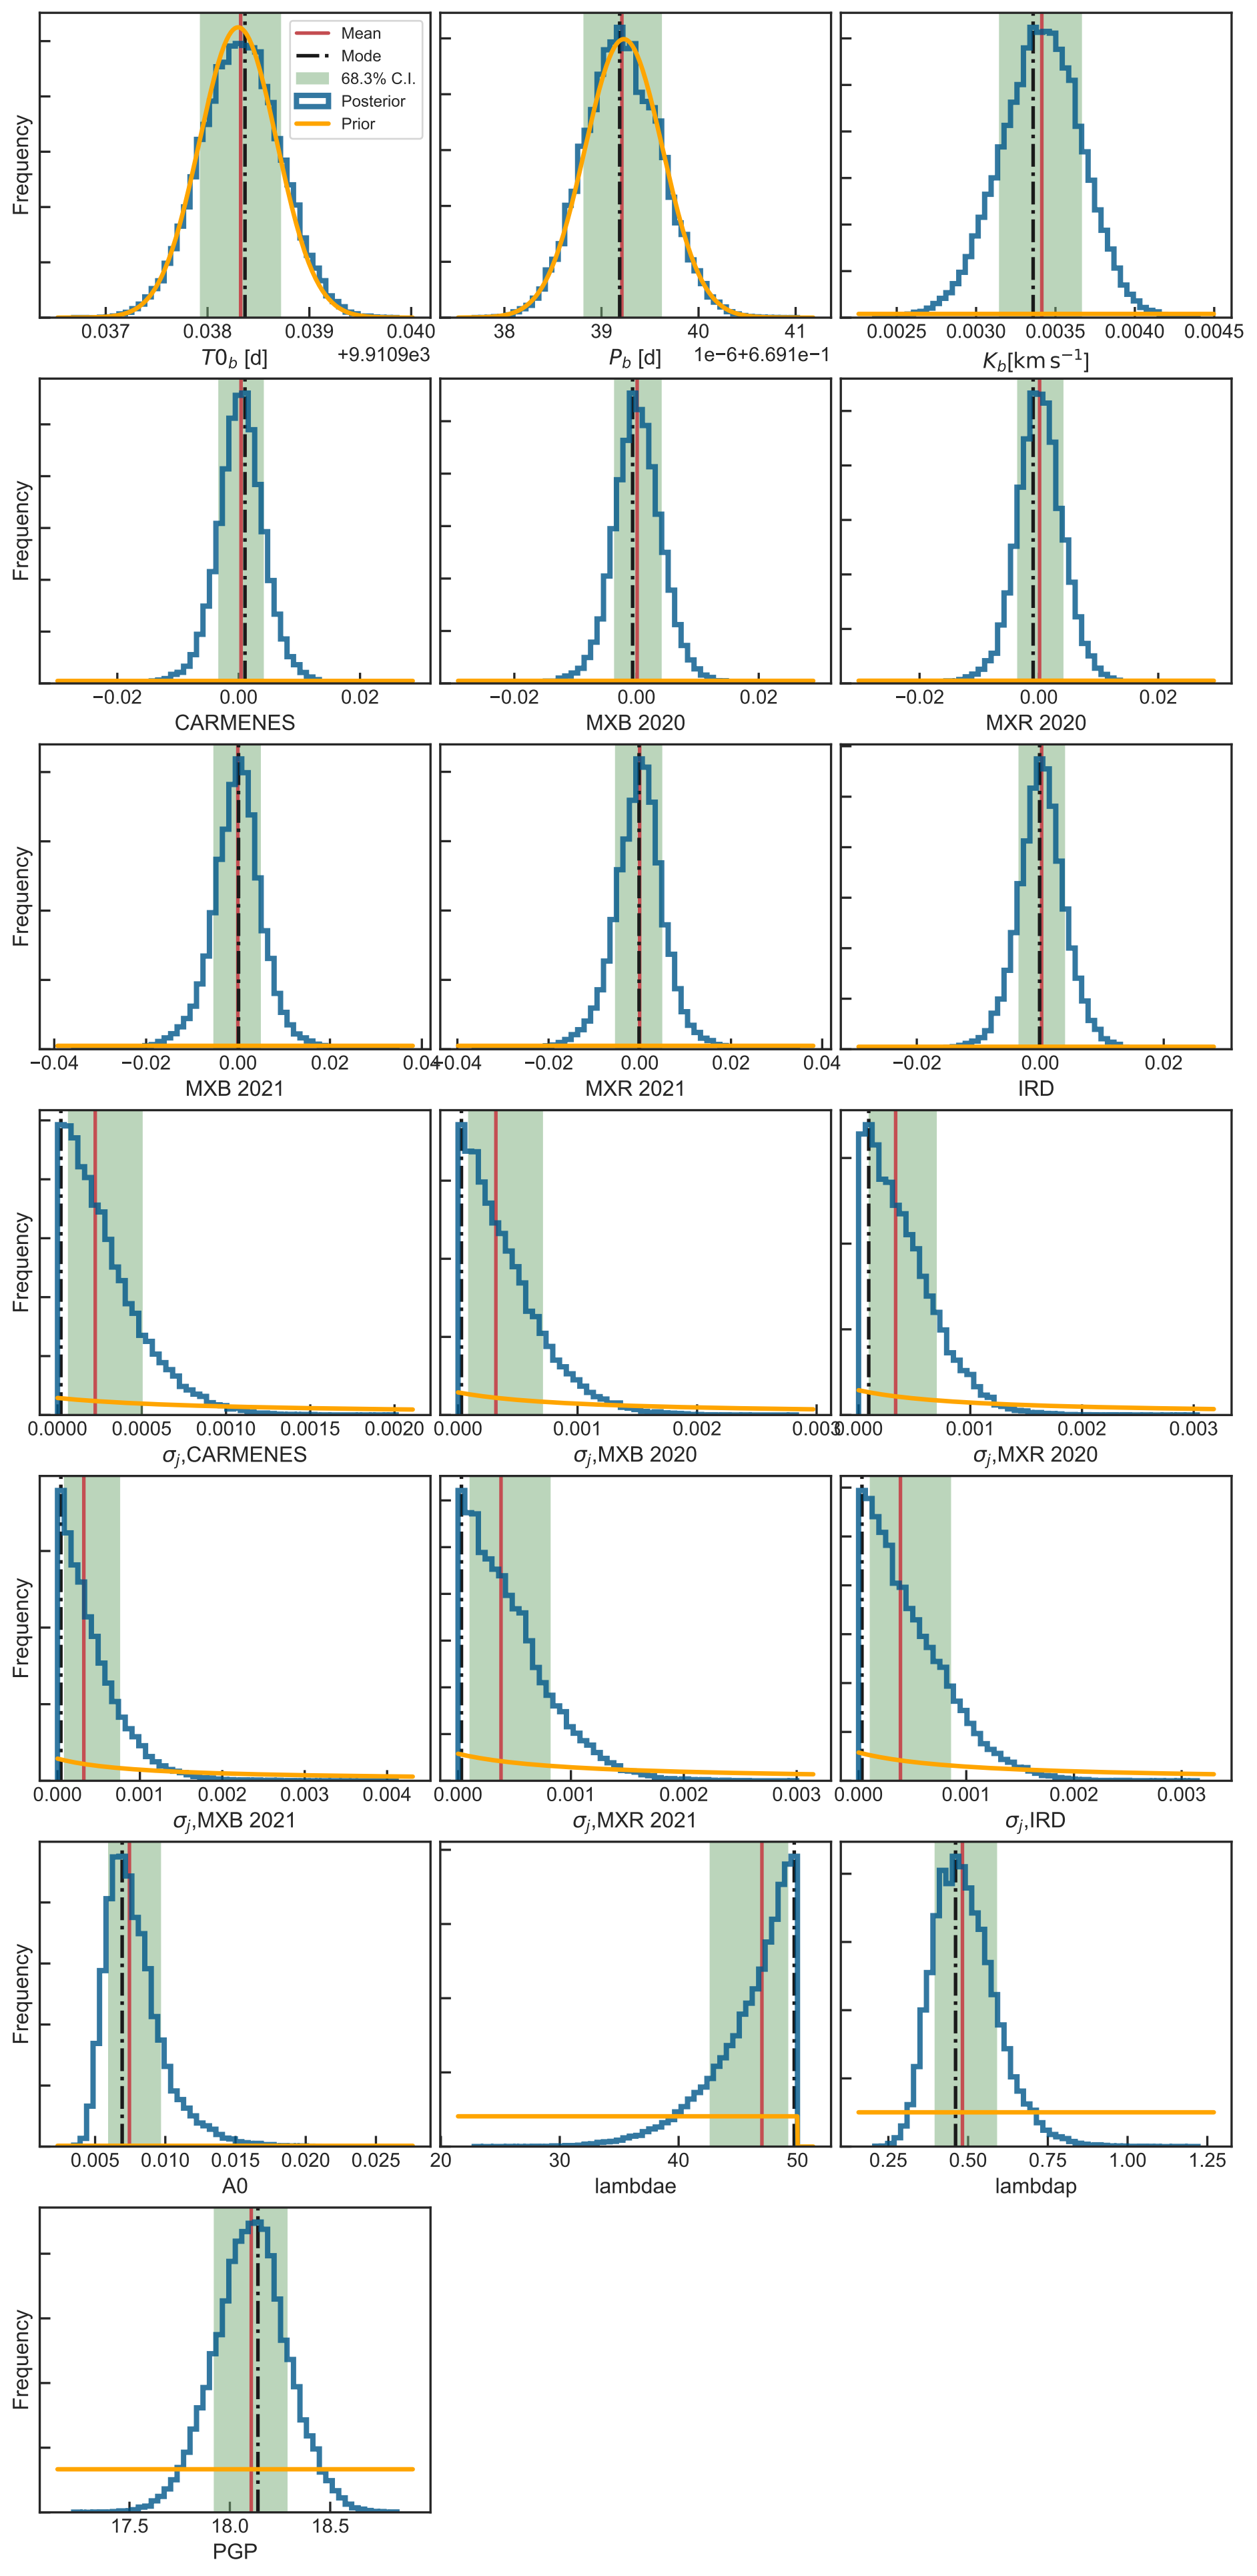 Mean
Mode
68.3% C.I.
Posterior
Prior
Frequency
0.037 0.038 0.039 0.040
+9.9109e3
T0_b [d]
38 39 40 41
1e-6+6.691e-1
P_b [d]
0.0025 0.0030 0.0035 0.0040 0.0045
K_b[km s⁻¹]
Frequency
−0.02 0.00 0.02
CARMENES
−0.02 0.00 0.02
MXB 2020
−0.02 0.00 0.02
MXR 2020
Frequency
−0.04 −0.02 0.00 0.02 0.04
MXB 2021
−0.04 −0.02 0.00 0.02 0.04
MXR 2021
−0.02 0.00 0.02
IRD
Frequency
0.0000 0.0005 0.0010 0.0015 0.0020
σ_j,CARMENES
0.000 0.001 0.002 0.003
σ_j,MXB 2020
0.000 0.001 0.002 0.003
σ_j,MXR 2020
Frequency
0.000 0.001 0.002 0.003 0.004
σ_j,MXB 2021
0.000 0.001 0.002 0.003
σ_j,MXR 2021
0.000 0.001 0.002 0.003
σ_j,IRD
Frequency
0.005 0.010 0.015 0.020 0.025
A0
20 30 40 50
lambdae
0.25 0.50 0.75 1.00 1.25
lambdap
Frequency
17.5 18.0 18.5
PGP